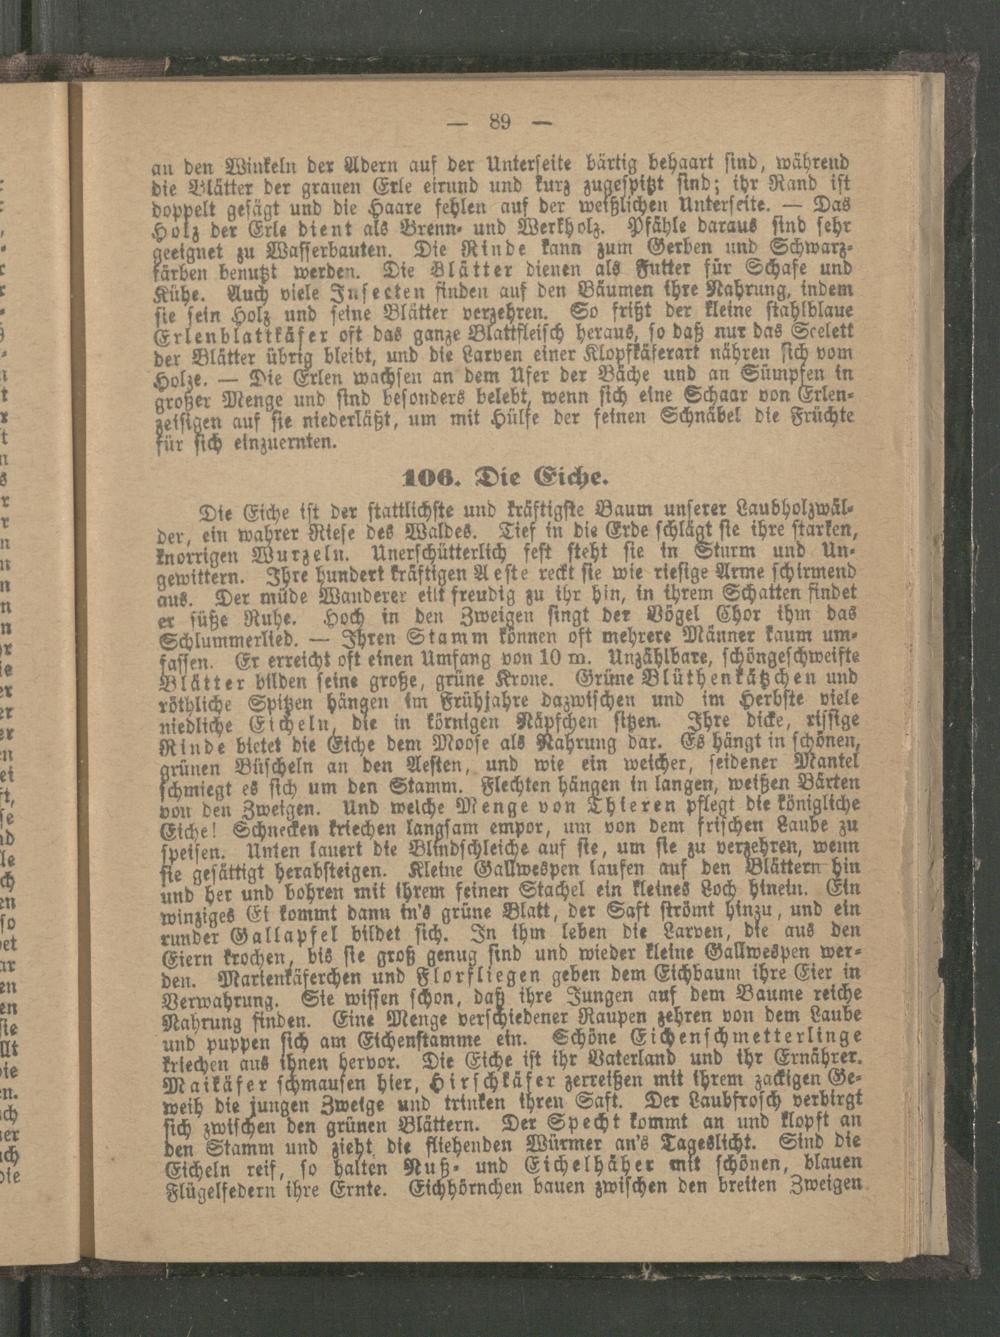 — 89 —
an den Winkeln der Adern auf der Unterseite bärtig behaart sind, während
die Blätter der grauen Erle eirund und kurz zugespitzt sind; ihr Rand ist
doppelt gesägt und die Haare fehlen auf der weißlichen Unterseite. — Das
Holz der Erle dient als Brenn- und Werkholz. Pfähle daraus sind sehr
geeignet zu Wasserbauten. Die Rinde kann zum Gerben und Schwarz-
färben benutzt werden. Die Blätter dienen als Futter für Schafe und
Kühe. Auch viele Insecten finden auf den Bäumen ihre Nahrung, indem
sie sein Holz und seine Blätter verzehren. So frißt der kleine stahlblaue
Erlenblattkäfer oft das ganze Blattfleisch heraus, so daß nur das Scelett
der Blätter übrig bleibt, und die Larven einer Klopfkäferart nähren sich vom
Holze. — Die Erlen wachsen an dem Ufer der Bäche und an Sümpfen in
großer Menge und sind besonders belebt, wenn sich eine Schaar von Erlen-
zeisigen auf sie niederläßt, um mit Hülfe der feinen Schnäbel die Früchte
für sich einzuernten.
106. Die Eiche.
Die Eiche ist der stattlichste und kräftigste Baum unserer Laubholzwäl-
der, ein wahrer Riese des Waldes. Tief in die Erde schlägt sie ihre starken,
knorrigen Wurzeln. Unerschütterlich fest steht sie in Sturm und Un-
gewittern. Ihre hundert kräftigen Aeste reckt sie wie riesige Arme schirmend
aus. Der müde Wanderer eilt freudig zu ihr hin, in ihrem Schatten findet
er süße Ruhe. Hoch in den Zweigen singt der Vögel Chor ihm das
Schlummerlied. — Ihren Stamm können oft mehrere Männer kaum um-
fassen. Er erreicht oft einen Umfang von 10 m. Unzählbare, schöngeschweifte
Blätter bilden seine große, grüne Krone. Grüne Blüthenkätzchen und
röthliche Spitzen hängen im Frühjahre dazwischen und im Herbste viele
niedliche Eicheln, die in körnigen Näpfchen sitzen. Ihre dicke, rissige
Rinde bietet die Eiche dem Moose als Nahrung dar. Es hängt in schönen,
grünen Büscheln an den Aesten, und wie ein weicher, seidener Mantel
schmiegt es sich um den Stamm. Flechten hängen in langen, weißen Bärten
von den Zweigen. Und welche Menge von Thieren pflegt die königliche
Eiche! Schnecken kriechen langsam empor, um von dem frischen Laube zu
speisen. Unten lauert die Blindschleiche auf sie, um sie zu verzehren, wenn
sie gesättigt herabsteigen. Kleine Gallwespen laufen auf den Blättern hin
und her und bohren mit ihrem feinen Stachel ein kleines Loch hinein. Ein
winziges Ei kommt dann in's grüne Blatt, der Saft strömt hinzu, und ein
runder Gallapfel bildet sich. In ihm leben die Larven, die aus den
Eiern krochen, bis sie groß genug sind und wieder kleine Gallwespen wer-
den. Marienkäferchen und Florfliegen geben dem Eichbaum ihre Eier in
Verwahrung. Sie wissen schon, daß ihre Jungen auf dem Baume reiche
Nahrung finden. Eine Menge verschiedener Raupen zehren von dem Laube
und puppen sich am Eichenstamme ein. Schöne Eichenschmetterlinge
kriechen aus ihnen hervor. Die Eiche ist ihr Vaterland und ihr Ernährer.
Maikäfer schmausen hier, Hirschkäfer zerreißen mit ihrem zackigen Ge-
weih die jungen Zweige und trinken ihren Saft. Der Laubfrosch verbirgt
sich zwischen den grünen Blättern. Der Specht kommt an und klopft an
den Stamm und zieht die fliehenden Würmer an's Tageslicht. Sind die
Eicheln reif, so halten Nuß- und Eichelhäher mit schönen, blauen
Flügelfedern ihre Ernte. Eichhörnchen bauen zwischen den breiten Zweigen